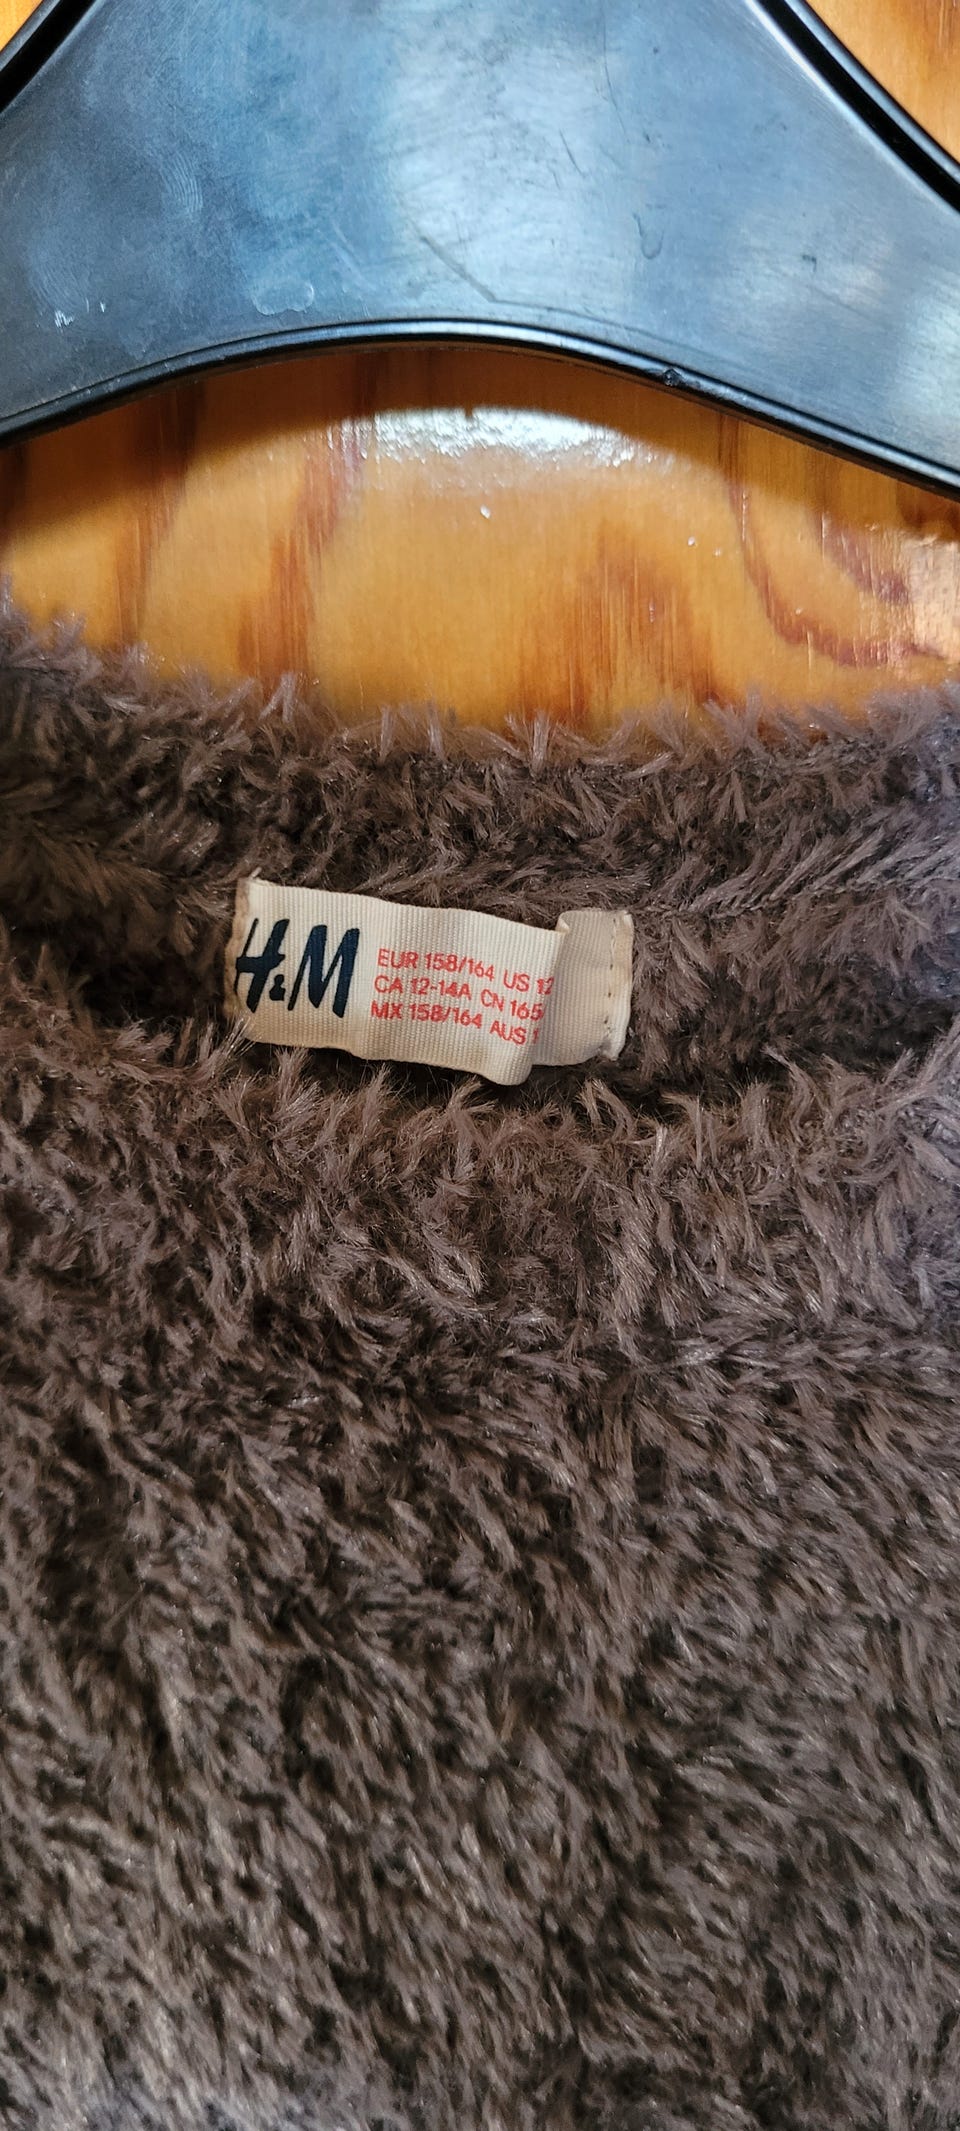 H&M
EUR 158/164 US 12
CA 12-14A CN 165
MX 158/164 AUS